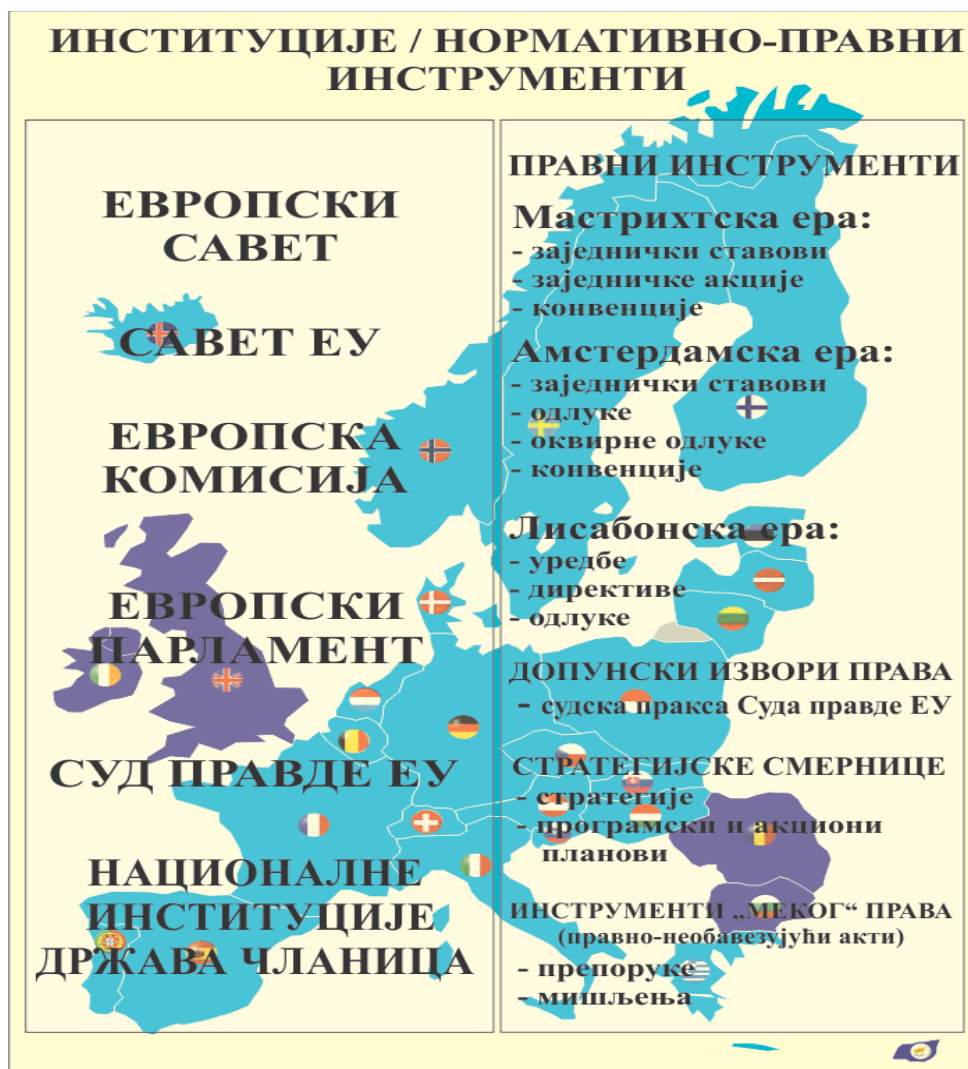 ИНСТИТУЦИЈЕ / НОРМАТИВНО-ПРАВНИ
ИНСТРУМЕНТИ
ЕВРОПСКИ
САВЕТ
САВЕТ ЕУ
ЕВРОПСКА
КОМИСИЈА
ЕВРОПСКИ
ПАРЛАМЕНТ
СУД ПРАВДЕ ЕУ
НАЦИОНАЛНЕ
ИНСТИТУЦИЈЕ
ДРЖАВА ЧЛАНИЦА
ПРАВНИ ИНСТРУМЕНТИ
Мастрихтска ера:
- заједнички ставови
- заједничке акције
- конвенције
Амстердамска ера:
- заједнички ставови
- одлуке
- оквирне одлуке
- конвенције
Лисабонска ера:
- уредбе
- директиве
- одлуке
ДОПУНСКИ ИЗВОРИ ПРАВА
- судска пракса Суда правде ЕУ
СТРАТЕГИЈСКЕ СМЕРНИЦЕ
- стратегије
- програмски и акциони
планови
ИНСТРУМЕНТИ „МЕКОГ“ ПРАВА
(правно-необавезујући акти)
- препоруке
- мишљења